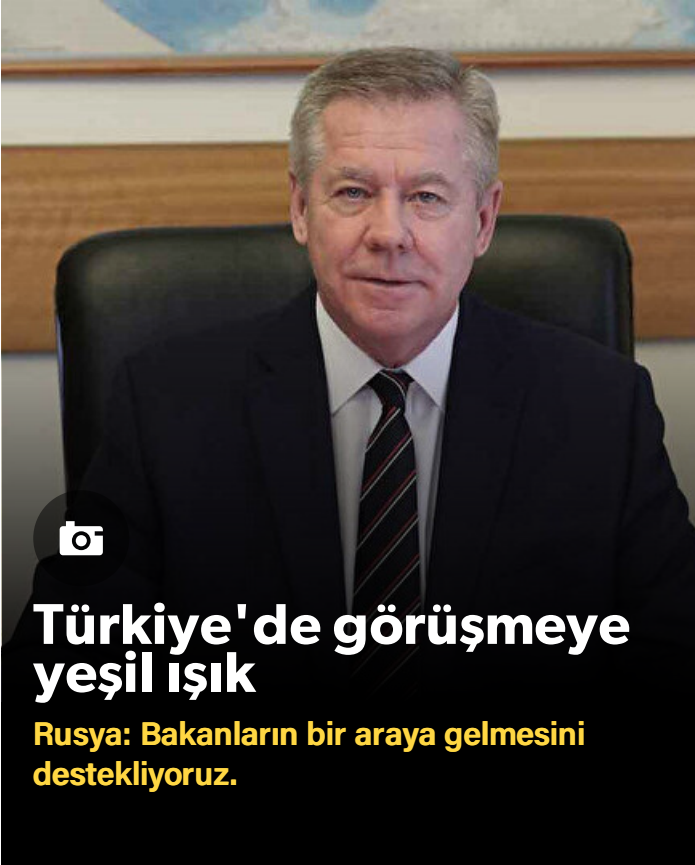 Türkiye'de görüşmeye
yeşil ışık
Rusya: Bakanların bir araya gelmesini
destekliyoruz.